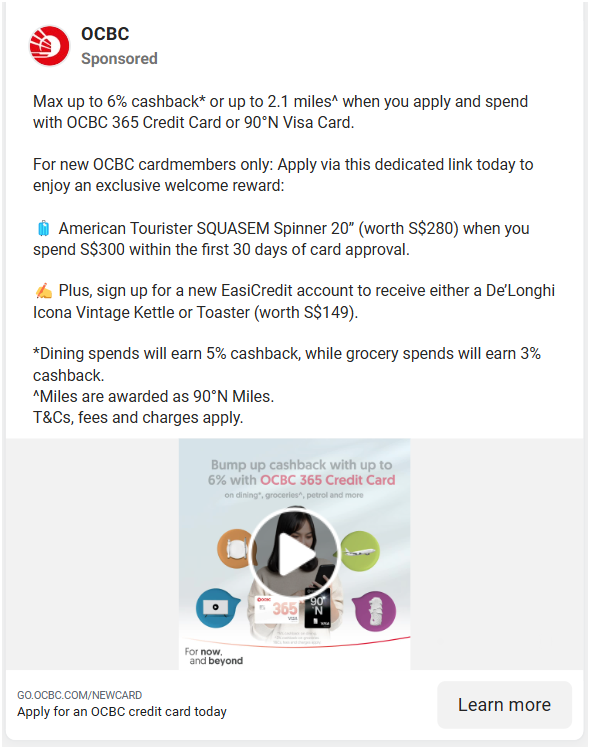 OCBC
Sponsored
Max up to 6% cashback* or up to 2.1 miles^ when you apply and spend
with OCBC 365 Credit Card or 90°N Visa Card.
For new OCBC cardmembers only: Apply via this dedicated link today to
enjoy an exclusive welcome reward:
🧳 American Tourister SQUASEM Spinner 20” (worth S$280) when you
spend S$300 within the first 30 days of card approval.
✍️ Plus, sign up for a new EasiCredit account to receive either a De’Longhi
Icona Vintage Kettle or Toaster (worth S$149).
*Dining spends will earn 5% cashback, while grocery spends will earn 3%
cashback.
^Miles are awarded as 90°N Miles.
T&Cs, fees and charges apply.
Bump up cashback with up to
6% with OCBC 365 Credit Card
on dining^, groceries^, petrol and more
OCBC
365
VISA
90°
N
VISA
For now,
and beyond
GO.OCBC.COM/NEWCARD
Apply for an OCBC credit card today
Learn more